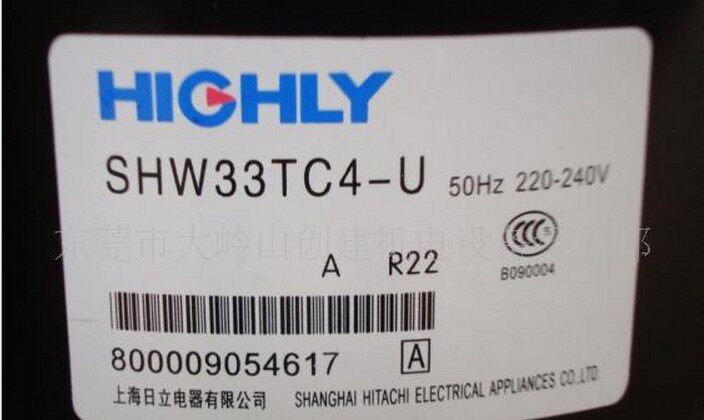 HIGHLY
SHW33TC4-U 50Hz 220-240V
东莞市大岭山创建机电设
B090004
A R22
800009054617 A
上海日立电器有限公司 SHANGHAI HITACHI ELECTRICAL APPLIANCES CO.,LTD.